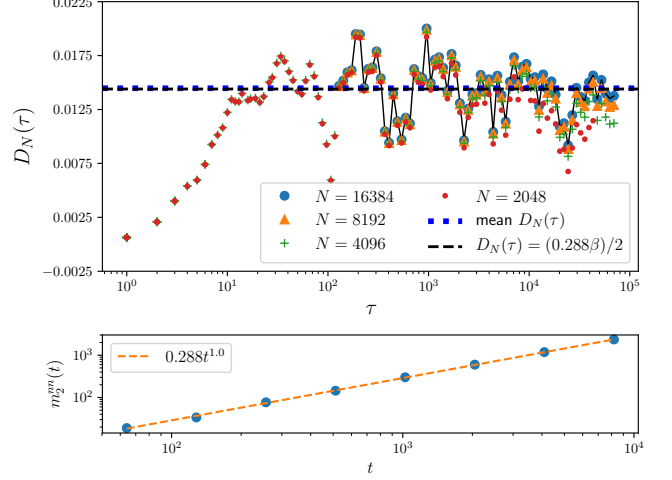 0.0225
0.0175
0.0125
0.0075
0.0025
−0.0025
D_N(τ)
N = 16384
N = 8192
N = 4096
N = 2048
mean D_N(τ)
D_N(τ) = (0.288β)/2
10^0
10^1
10^2
10^3
10^4
10^5
τ
10^3
10^2
m_2^{nn}(t)
0.288t^{1.0}
10^2
10^3
10^4
t